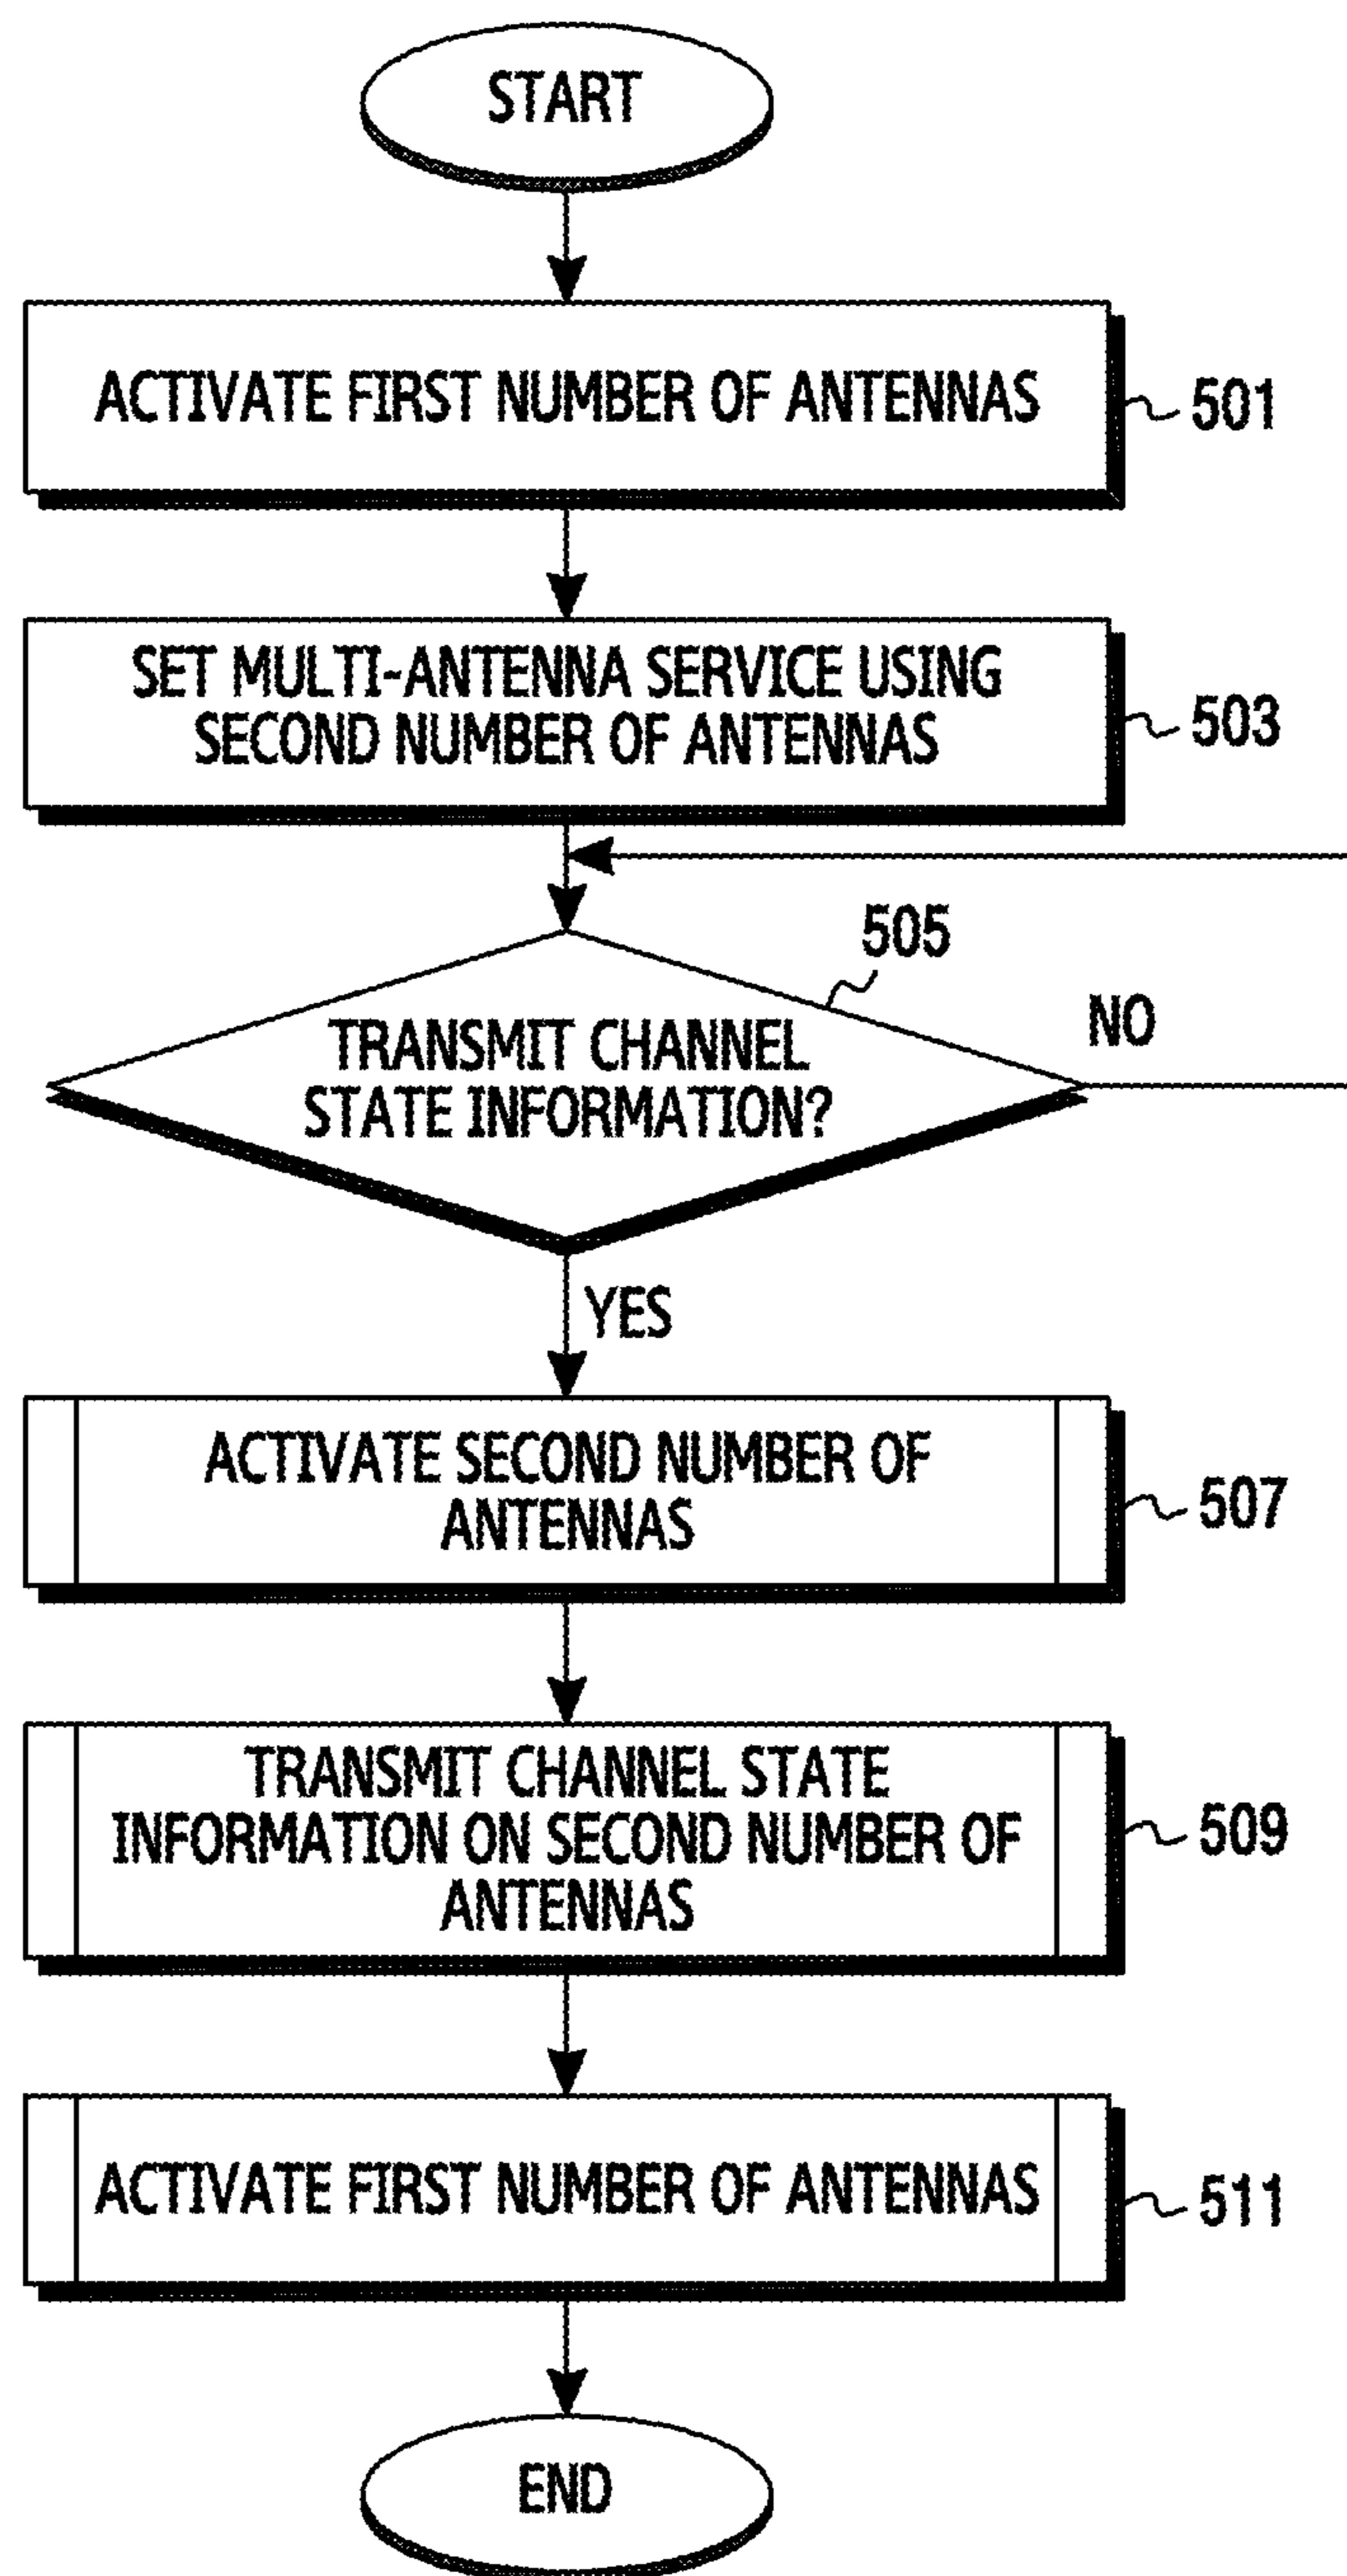 START
ACTIVATE FIRST NUMBER OF ANTENNAS
501
SET MULTI-ANTENNA SERVICE USING
SECOND NUMBER OF ANTENNAS
503
505
TRANSMIT CHANNEL
STATE INFORMATION?
NO
YES
ACTIVATE SECOND NUMBER OF
ANTENNAS
507
TRANSMIT CHANNEL STATE
INFORMATION ON SECOND NUMBER OF
ANTENNAS
509
ACTIVATE FIRST NUMBER OF ANTENNAS
511
END